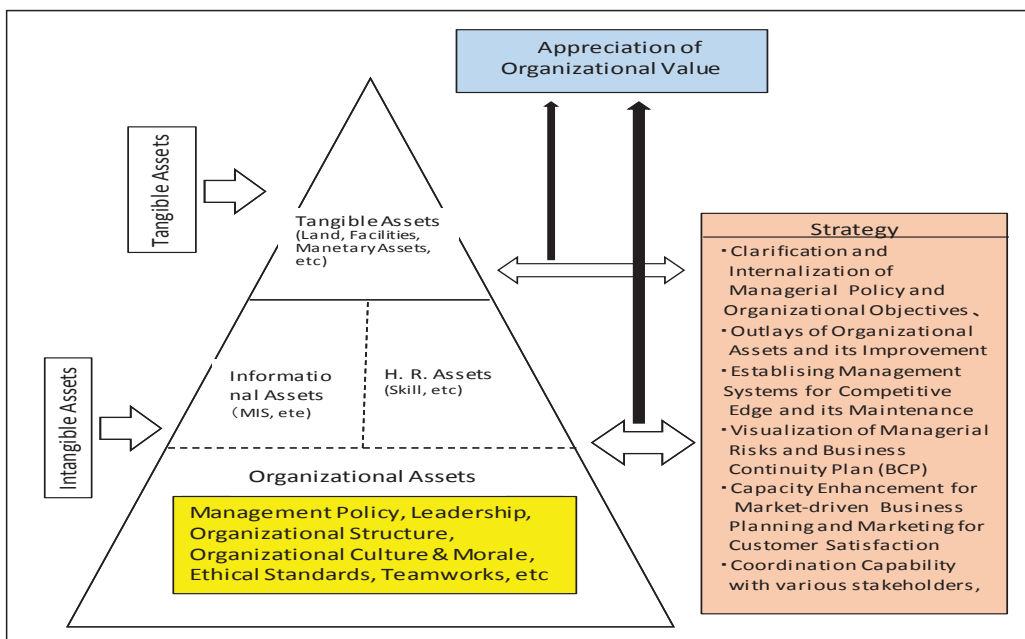 Appreciation of
Organizational Value
Tangible Assets
Tangible Assets
(Land, Facilities,
Manetary Assets,
etc)
Intangible Assets
Informatio
nal Assets
(MIS, ete)
H. R. Assets
(Skill, etc)
Organizational Assets
Management Policy, Leadership,
Organizational Structure,
Organizational Culture & Morale,
Ethical Standards, Teamworks, etc
Strategy
・Clarification and
Internalization of
Managerial Policy and
Organizational Objectives、
・Outlays of Organizational
Assets and its Improvement
・Establising Management
Systems for Competitive
Edge and its Maintenance
・Visualization of Managerial
Risks and Business
Continuity Plan (BCP)
・Capacity Enhancement for
Market-driven Business
Planning and Marketing for
Customer Satisfaction
・Coordination Capability
with various stakeholders,